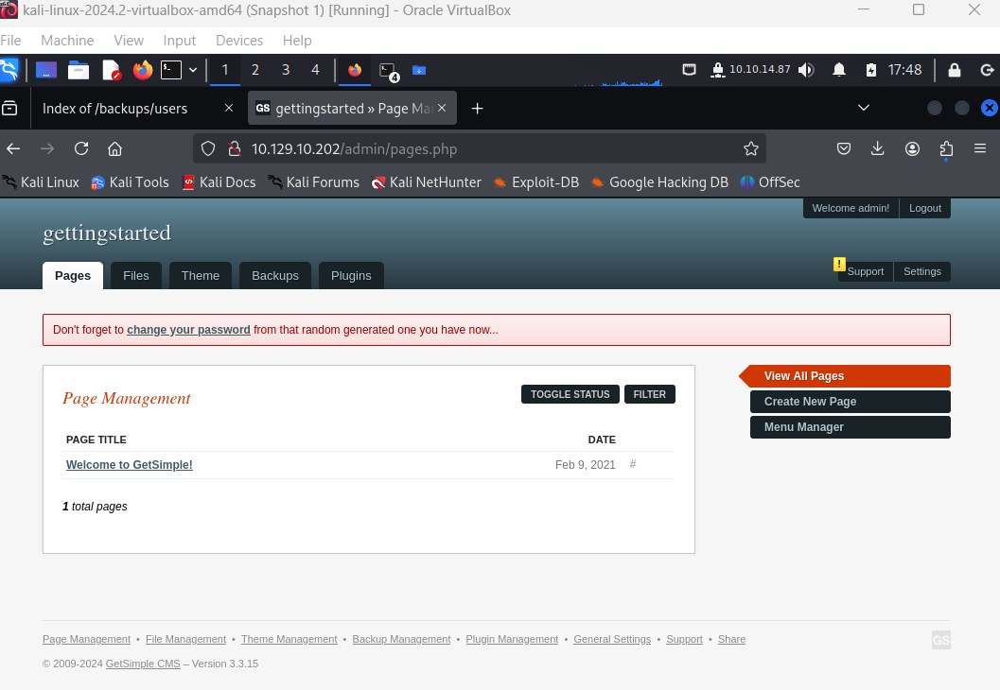 kali-linux-2024.2-virtualbox-amd64 (Snapshot 1) [Running] - Oracle VirtualBox
File Machine View Input Devices Help
1 2 3 4 4 10.10.14.87 17:48
Index of /backups/users GS gettingstarted » Page Ma
10.129.10.202/admin/pages.php
Kali Linux Kali Tools Kali Docs Kali Forums Kali NetHunter Exploit-DB Google Hacking DB OffSec
Welcome admin! Logout
gettingstarted
Pages Files Theme Backups Plugins ! Support Settings
Don't forget to change your password from that random generated one you have now...
View All Pages
Create New Page
Menu Manager
Page Management TOGGLE STATUS FILTER
PAGE TITLE DATE
Welcome to GetSimple! Feb 9, 2021 #
1 total pages
Page Management • File Management • Theme Management • Backup Management • Plugin Management • General Settings • Support • Share GS
© 2009-2024 GetSimple CMS – Version 3.3.15